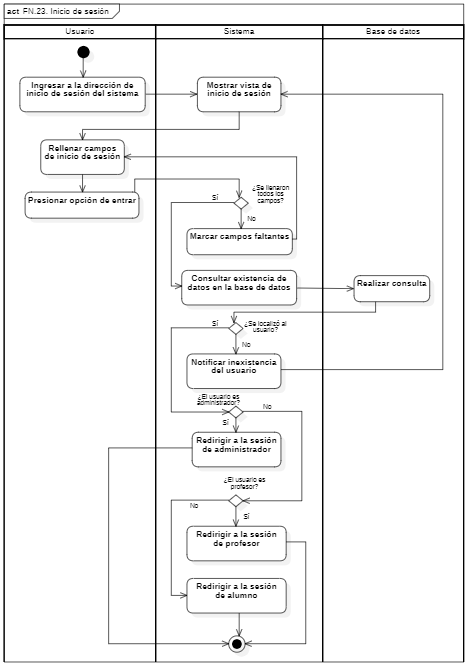 act FN.23. Inicio de sesión
Usuario
Sistema
Base de datos
Ingresar a la dirección de
inicio de sesión del sistema
Mostrar vista de
inicio de sesión
Rellenar campos
de inicio de sesión
Presionar opción de entrar
¿Se llenaron
todos los
campos?
Sí
No
Marcar campos faltantes
Consultar existencia de
datos en la base de datos
Realizar consulta
Sí
¿Se localizó al
usuario?
No
Notificar inexistencia
del usuario
¿El usuario es
administrador?
No
Sí
Redirigir a la sesión
de administrador
¿El usuario es
profesor?
No
Sí
Redirigir a la sesión
de profesor
Redirigir a la sesión
de alumno